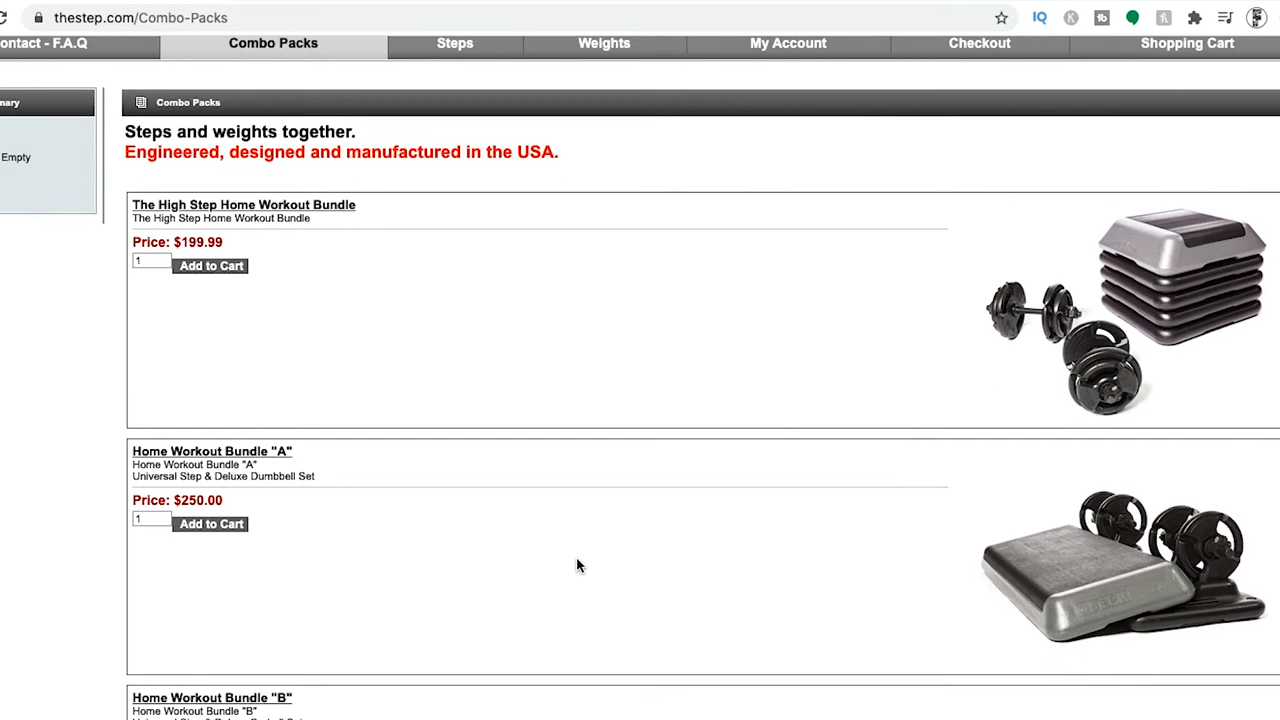 thestep.com/Combo-Packs
ontact - F.A.Q
Combo Packs
Steps
Weights
My Account
Checkout
Shopping Cart
mary
Empty
Combo Packs
Steps and weights together.
Engineered, designed and manufactured in the USA.
The High Step Home Workout Bundle
The High Step Home Workout Bundle
Price: $199.99
1
Add to Cart
Home Workout Bundle "A"
Home Workout Bundle "A"
Universal Step & Deluxe Dumbbell Set
Price: $250.00
1
Add to Cart
Home Workout Bundle "B"
Home Workout Bundle "B"